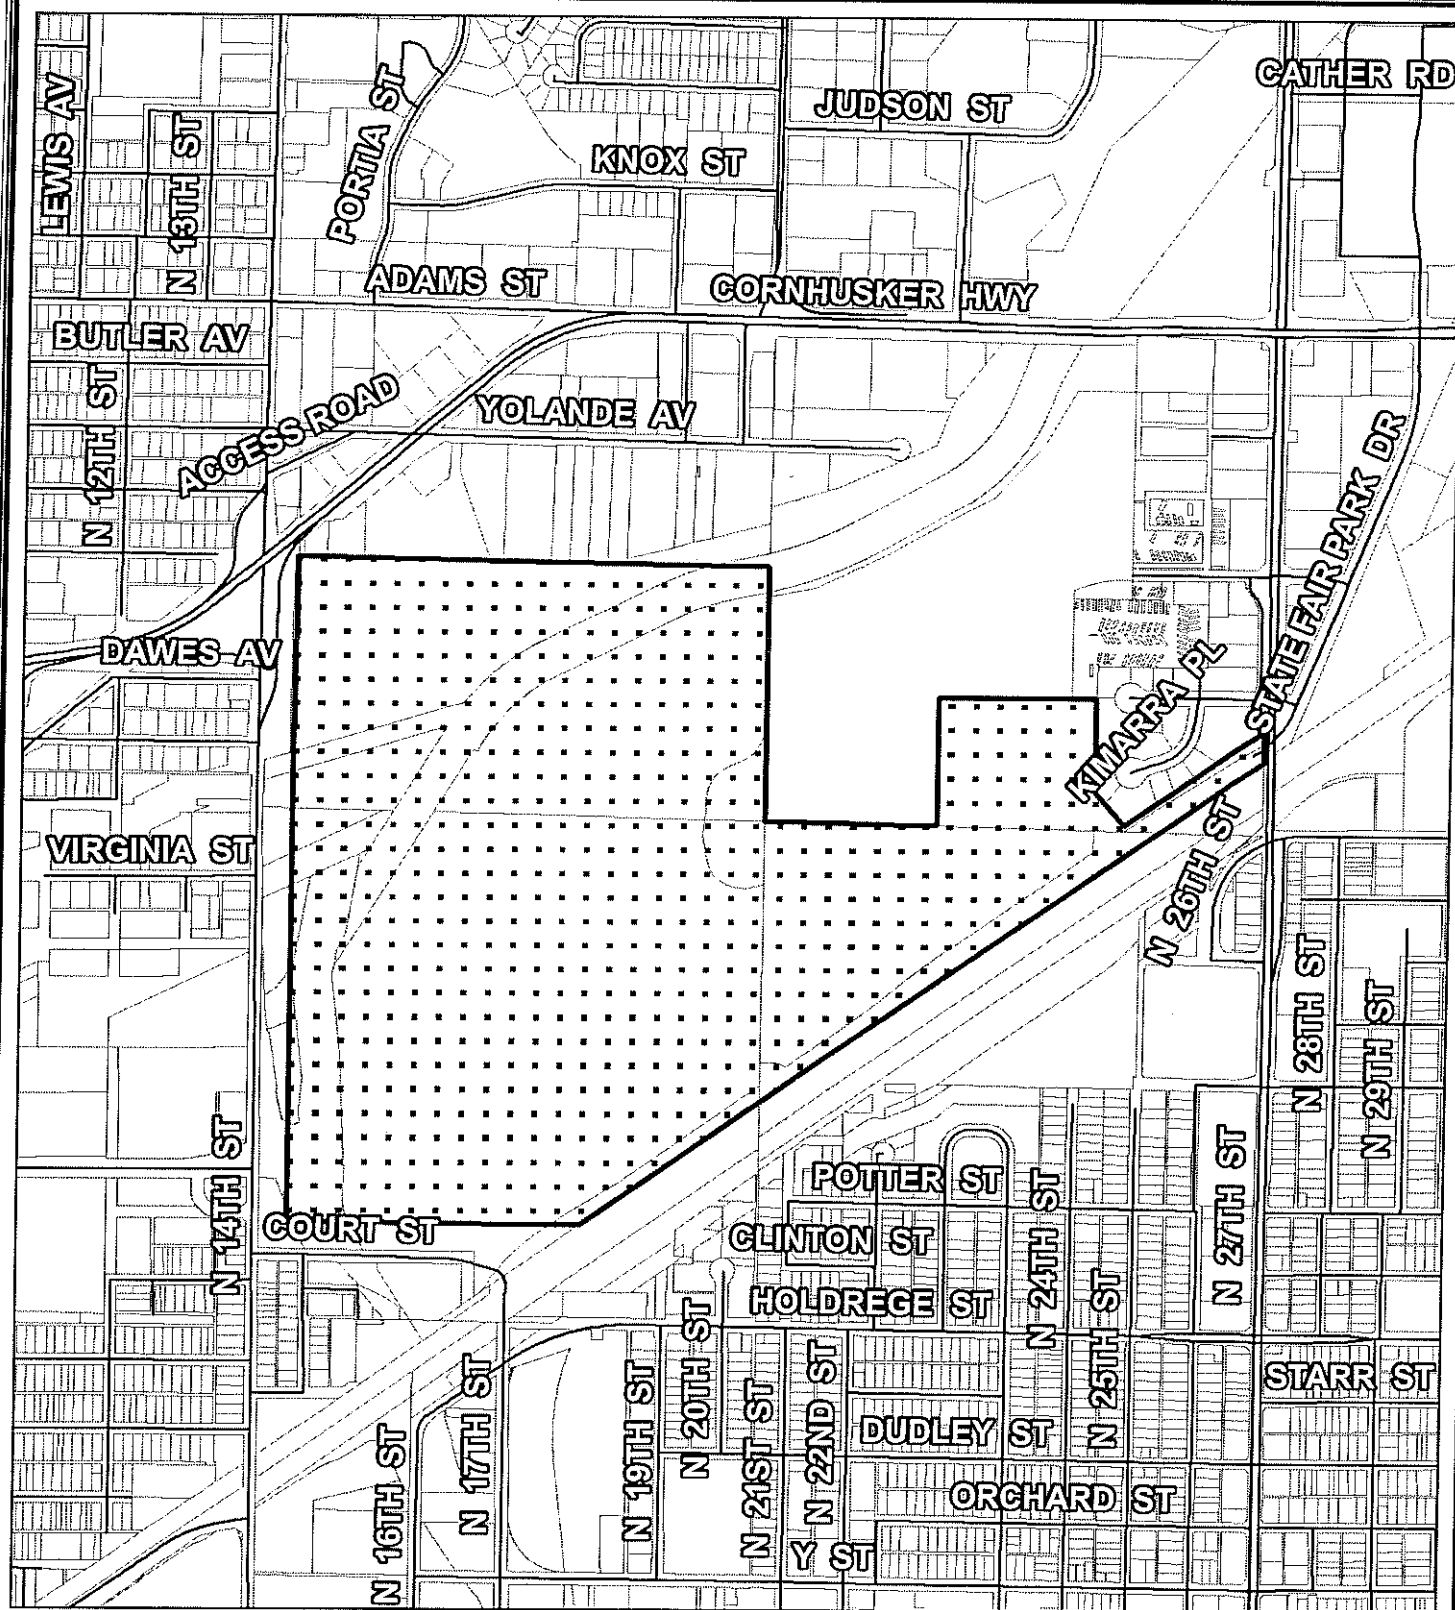 CATHER RD
LEWIS AV
N 13TH ST
PORTIA ST
JUDSON ST
KNOX ST
ADAMS ST
CORNHUSKER HWY
BUTLER AV
N 12TH ST
ACCESS ROAD
YOLANDE AV
STATE FAIR PARK DR
DAWES AV
KIMARRA PL
VIRGINIA ST
N 26TH ST
N 28TH ST
N 29TH ST
N 14TH ST
COURT ST
POTTER ST
CLINTON ST
N 24TH ST
N 27TH ST
HOLDREGE ST
N 25TH ST
N 20TH ST
N 17TH ST
N 19TH ST
N 21ST ST
N 22ND ST
STARR ST
DUDLEY ST
N 16TH ST
ORCHARD ST
Y ST